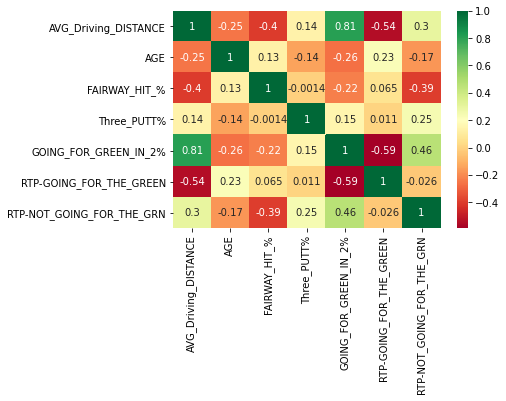 AVG_Driving_DISTANCE 1 -0.25 -0.4 0.14 0.81 -0.54 0.3
AGE -0.25 1 0.13 -0.14 -0.26 0.23 -0.17
FAIRWAY_HIT_% -0.4 0.13 1 -0.0014 -0.22 0.065 -0.39
Three_PUTT% 0.14 -0.14 -0.0014 1 0.15 0.011 0.25
GOING_FOR_GREEN_IN_2% 0.81 -0.26 -0.22 0.15 1 -0.59 0.46
RTP-GOING_FOR_THE_GREEN -0.54 0.23 0.065 0.011 -0.59 1 -0.026
RTP-NOT_GOING_FOR_THE_GRN 0.3 -0.17 -0.39 0.25 0.46 -0.026 1
AVG_Driving_DISTANCE
AGE
FAIRWAY_HIT_%
Three_PUTT%
GOING_FOR_GREEN_IN_2%
RTP-GOING_FOR_THE_GREEN
RTP-NOT_GOING_FOR_THE_GRN
1.0
0.8
0.6
0.4
0.2
0.0
-0.2
-0.4